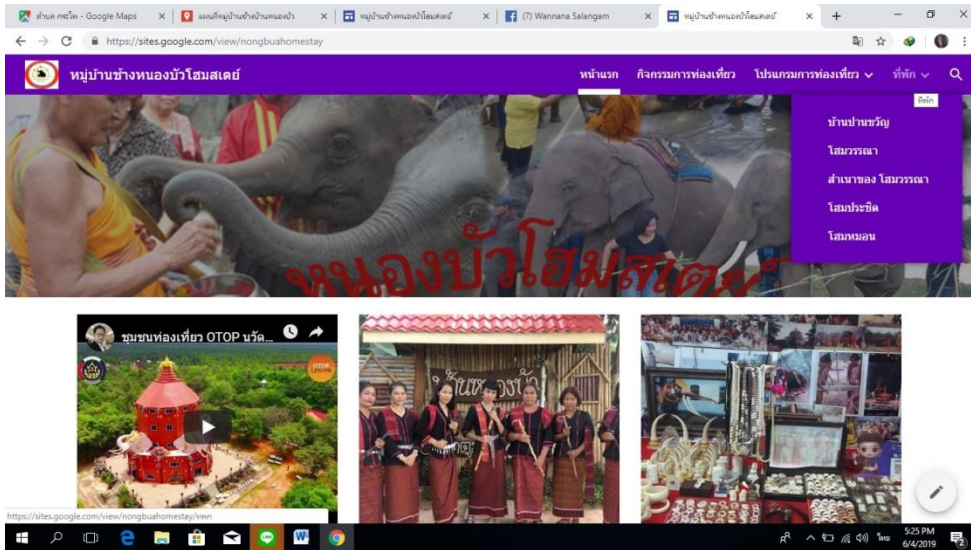 ตำบล กระโพ - Google Maps
แผนที่หมู่บ้านช้างบ้านหนองบัว
หมู่บ้านช้างหนองบัวโฮมสเตย์
(7) Wannana Salangam
หมู่บ้านช้างหนองบัวโฮมสเตย์
https://sites.google.com/view/nongbuahomestay
หมู่บ้านช้างหนองบัวโฮมสเตย์
หน้าแรก
กิจกรรมการท่องเที่ยว
โปรแกรมการท่องเที่ยว
ที่พัก
ที่พัก
บ้านปานขวัญ
โฮมวรรณา
สำเนาของ โฮมวรรณา
โฮมประชิด
โฮมหมอน
หนองบัวโฮมสเตย์
ชุมชนท่องเที่ยว OTOP นวัต...
บ้านหนองบัว
https://sites.google.com/view/nongbuahomestay/ที่พัก
ไทย
5:25 PM
6/4/2019